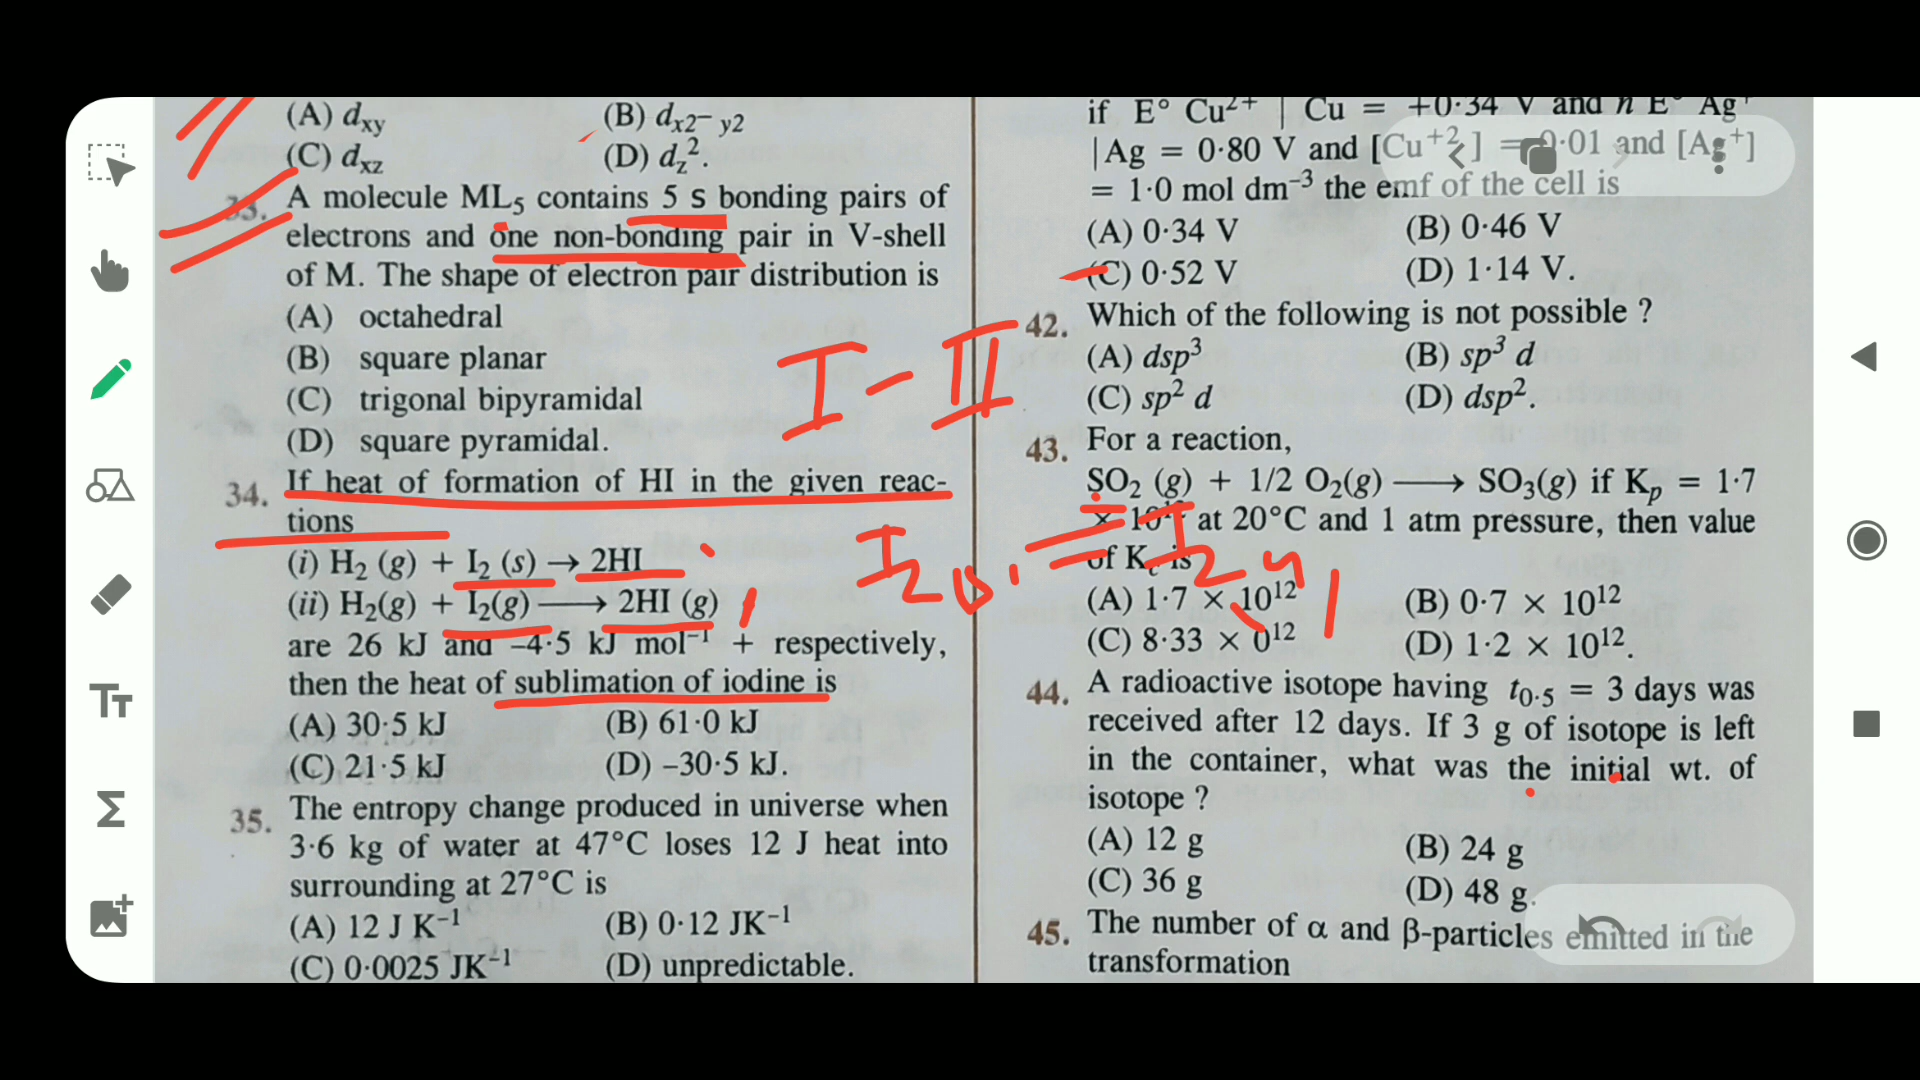 (A) dxy (B) dx2– y2
(C) dxz (D) dz².
33. A molecule ML₅ contains 5 s bonding pairs of
electrons and one non-bonding pair in V-shell
of M. The shape of electron pair distribution is
(A) octahedral
(B) square planar
(C) trigonal bipyramidal
(D) square pyramidal.
34. If heat of formation of HI in the given reac-
tions
(i) H₂ (g) + I₂ (s) → 2HI
(ii) H₂(g) + I₂(g) ⟶ 2HI (g)
are 26 kJ and –4·5 kJ mol⁻¹ + respectively,
then the heat of sublimation of iodine is
(A) 30·5 kJ (B) 61·0 kJ
(C) 21·5 kJ (D) –30·5 kJ.
35. The entropy change produced in universe when
3·6 kg of water at 47°C loses 12 J heat into
surrounding at 27°C is
(A) 12 J K⁻¹ (B) 0·12 JK⁻¹
(C) 0·0025 JK⁻¹ (D) unpredictable.
I - II
I₂ (s)
I₂ g
if E° Cu²⁺ | Cu = +0·34 V and E° Ag⁺
|Ag = 0·80 V and [Cu⁺²] = 0·01 and [Ag⁺]
= 1·0 mol dm⁻³ the emf of the cell is
(A) 0·34 V (B) 0·46 V
(C) 0·52 V (D) 1·14 V.
42. Which of the following is not possible ?
(A) dsp³ (B) sp³ d
(C) sp² d (D) dsp².
43. For a reaction,
SO₂ (g) + 1/2 O₂(g) ⟶ SO₃(g) if Kp = 1·7
× 10¹² at 20°C and 1 atm pressure, then value
of Kc is
(A) 1·7 × 10¹² (B) 0·7 × 10¹²
(C) 8·33 × 0¹² (D) 1·2 × 10¹².
44. A radioactive isotope having t₀.₅ = 3 days was
received after 12 days. If 3 g of isotope is left
in the container, what was the initial wt. of
isotope ?
(A) 12 g (B) 24 g
(C) 36 g (D) 48 g.
45. The number of α and β-particles emitted in the
transformation